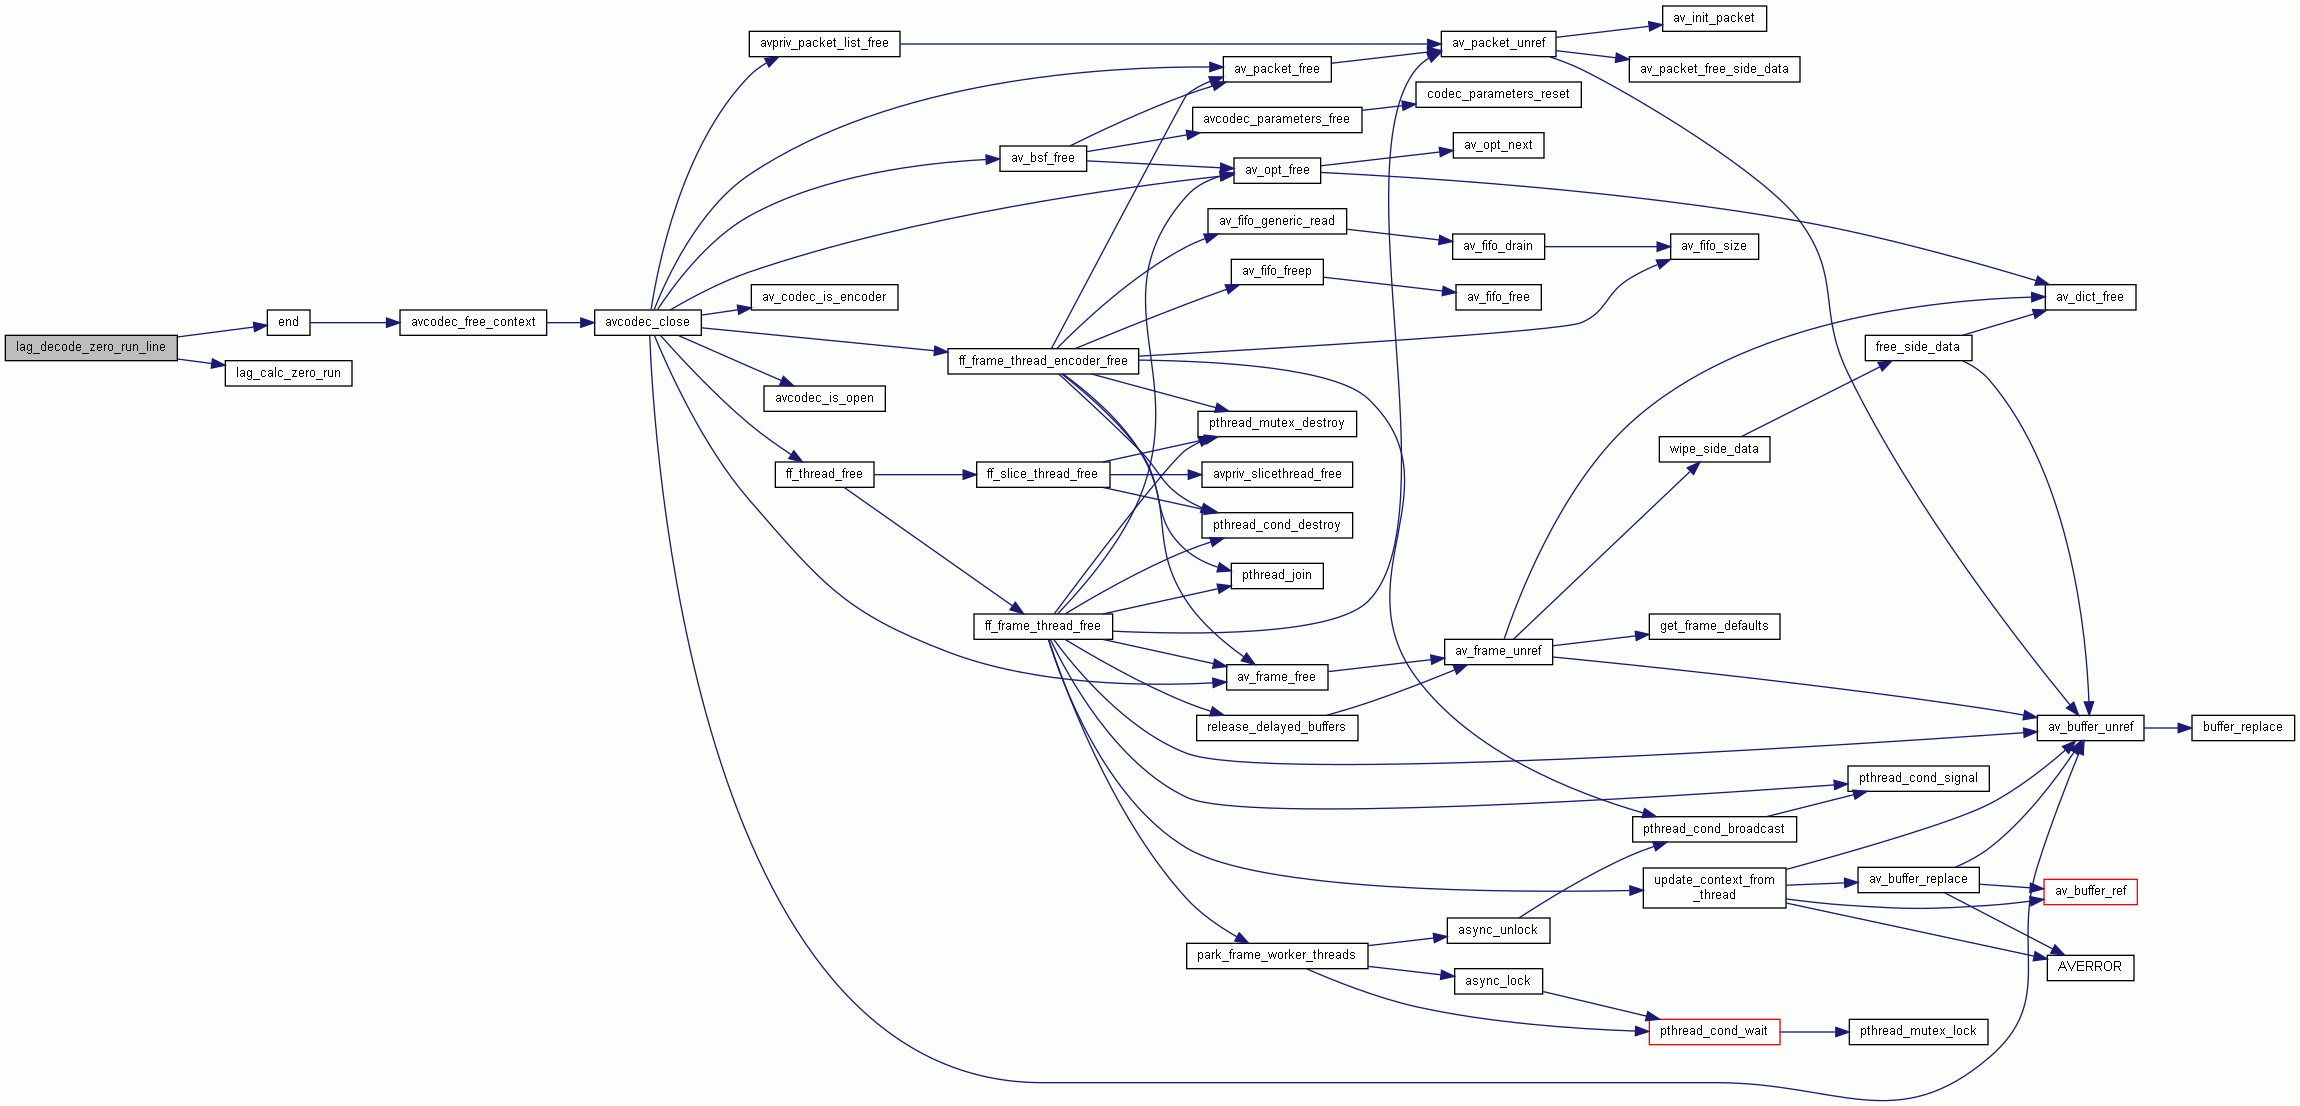 lag_decode_zero_run_line
end
lag_calc_zero_run
avcodec_free_context
avcodec_close
avpriv_packet_list_free
av_codec_is_encoder
avcodec_is_open
ff_thread_free
av_bsf_free
ff_frame_thread_encoder_free
ff_slice_thread_free
ff_frame_thread_free
av_packet_free
avcodec_parameters_free
av_opt_free
av_fifo_generic_read
av_fifo_freep
pthread_mutex_destroy
avpriv_slicethread_free
pthread_cond_destroy
pthread_join
av_frame_free
release_delayed_buffers
park_frame_worker_threads
av_packet_unref
codec_parameters_reset
av_opt_next
av_fifo_drain
av_fifo_free
av_frame_unref
async_unlock
async_lock
av_init_packet
av_packet_free_side_data
av_fifo_size
wipe_side_data
get_frame_defaults
pthread_cond_broadcast
update_context_from
_thread
pthread_cond_wait
free_side_data
pthread_cond_signal
av_buffer_replace
pthread_mutex_lock
av_dict_free
av_buffer_unref
av_buffer_ref
AVERROR
buffer_replace